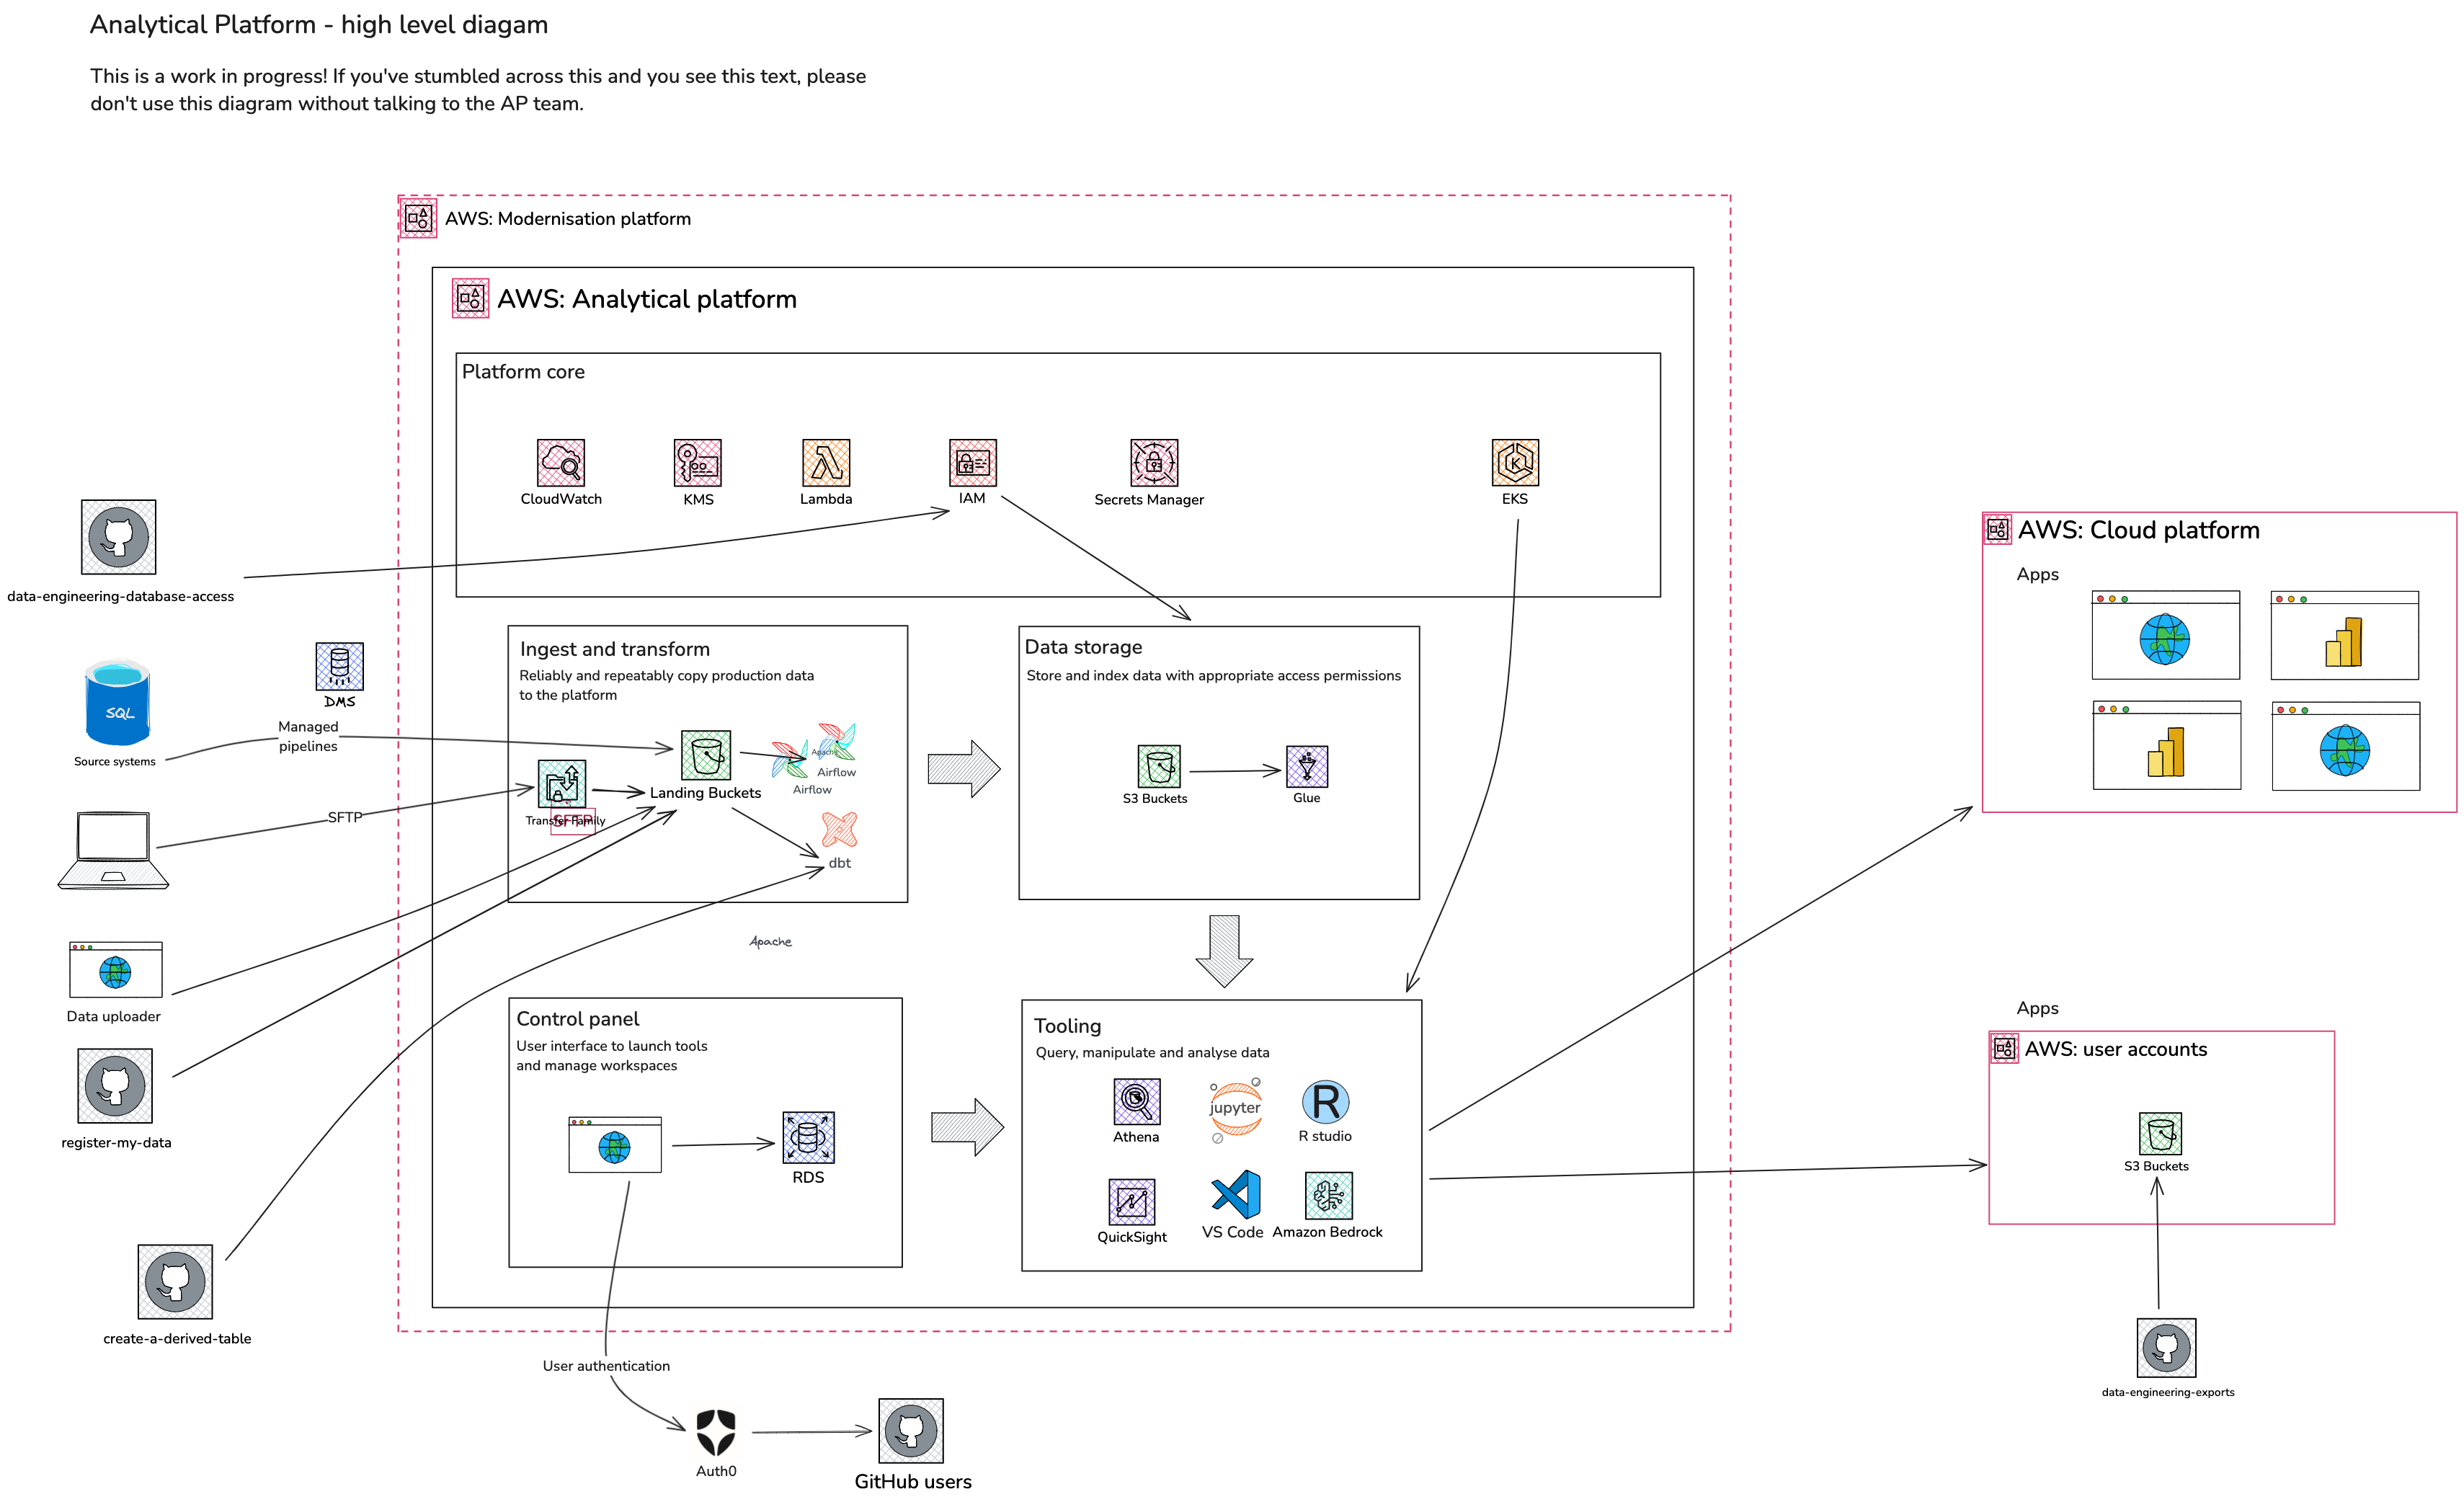 Analytical Platform - high level diagam
This is a work in progress! If you've stumbled across this and you see this text, please
don't use this diagram without talking to the AP team.
AWS: Modernisation platform
AWS: Analytical platform
Platform core
CloudWatch
KMS
Lambda
IAM
Secrets Manager
EKS
data-engineering-database-access
SQL
Source systems
DMS
Managed
pipelines
SFTP
Data uploader
register-my-data
create-a-derived-table
Ingest and transform
Reliably and repeatably copy production data
to the platform
Landing Buckets
Transfer Family
SFTP
Apache
Airflow
Airflow
dbt
Apache
Data storage
Store and index data with appropriate access permissions
S3 Buckets
Glue
Control panel
User interface to launch tools
and manage workspaces
RDS
Tooling
Query, manipulate and analyse data
Athena
jupyter
R
R studio
QuickSight
VS Code
Amazon Bedrock
User authentication
Auth0
GitHub users
AWS: Cloud platform
Apps
Apps
AWS: user accounts
S3 Buckets
data-engineering-exports